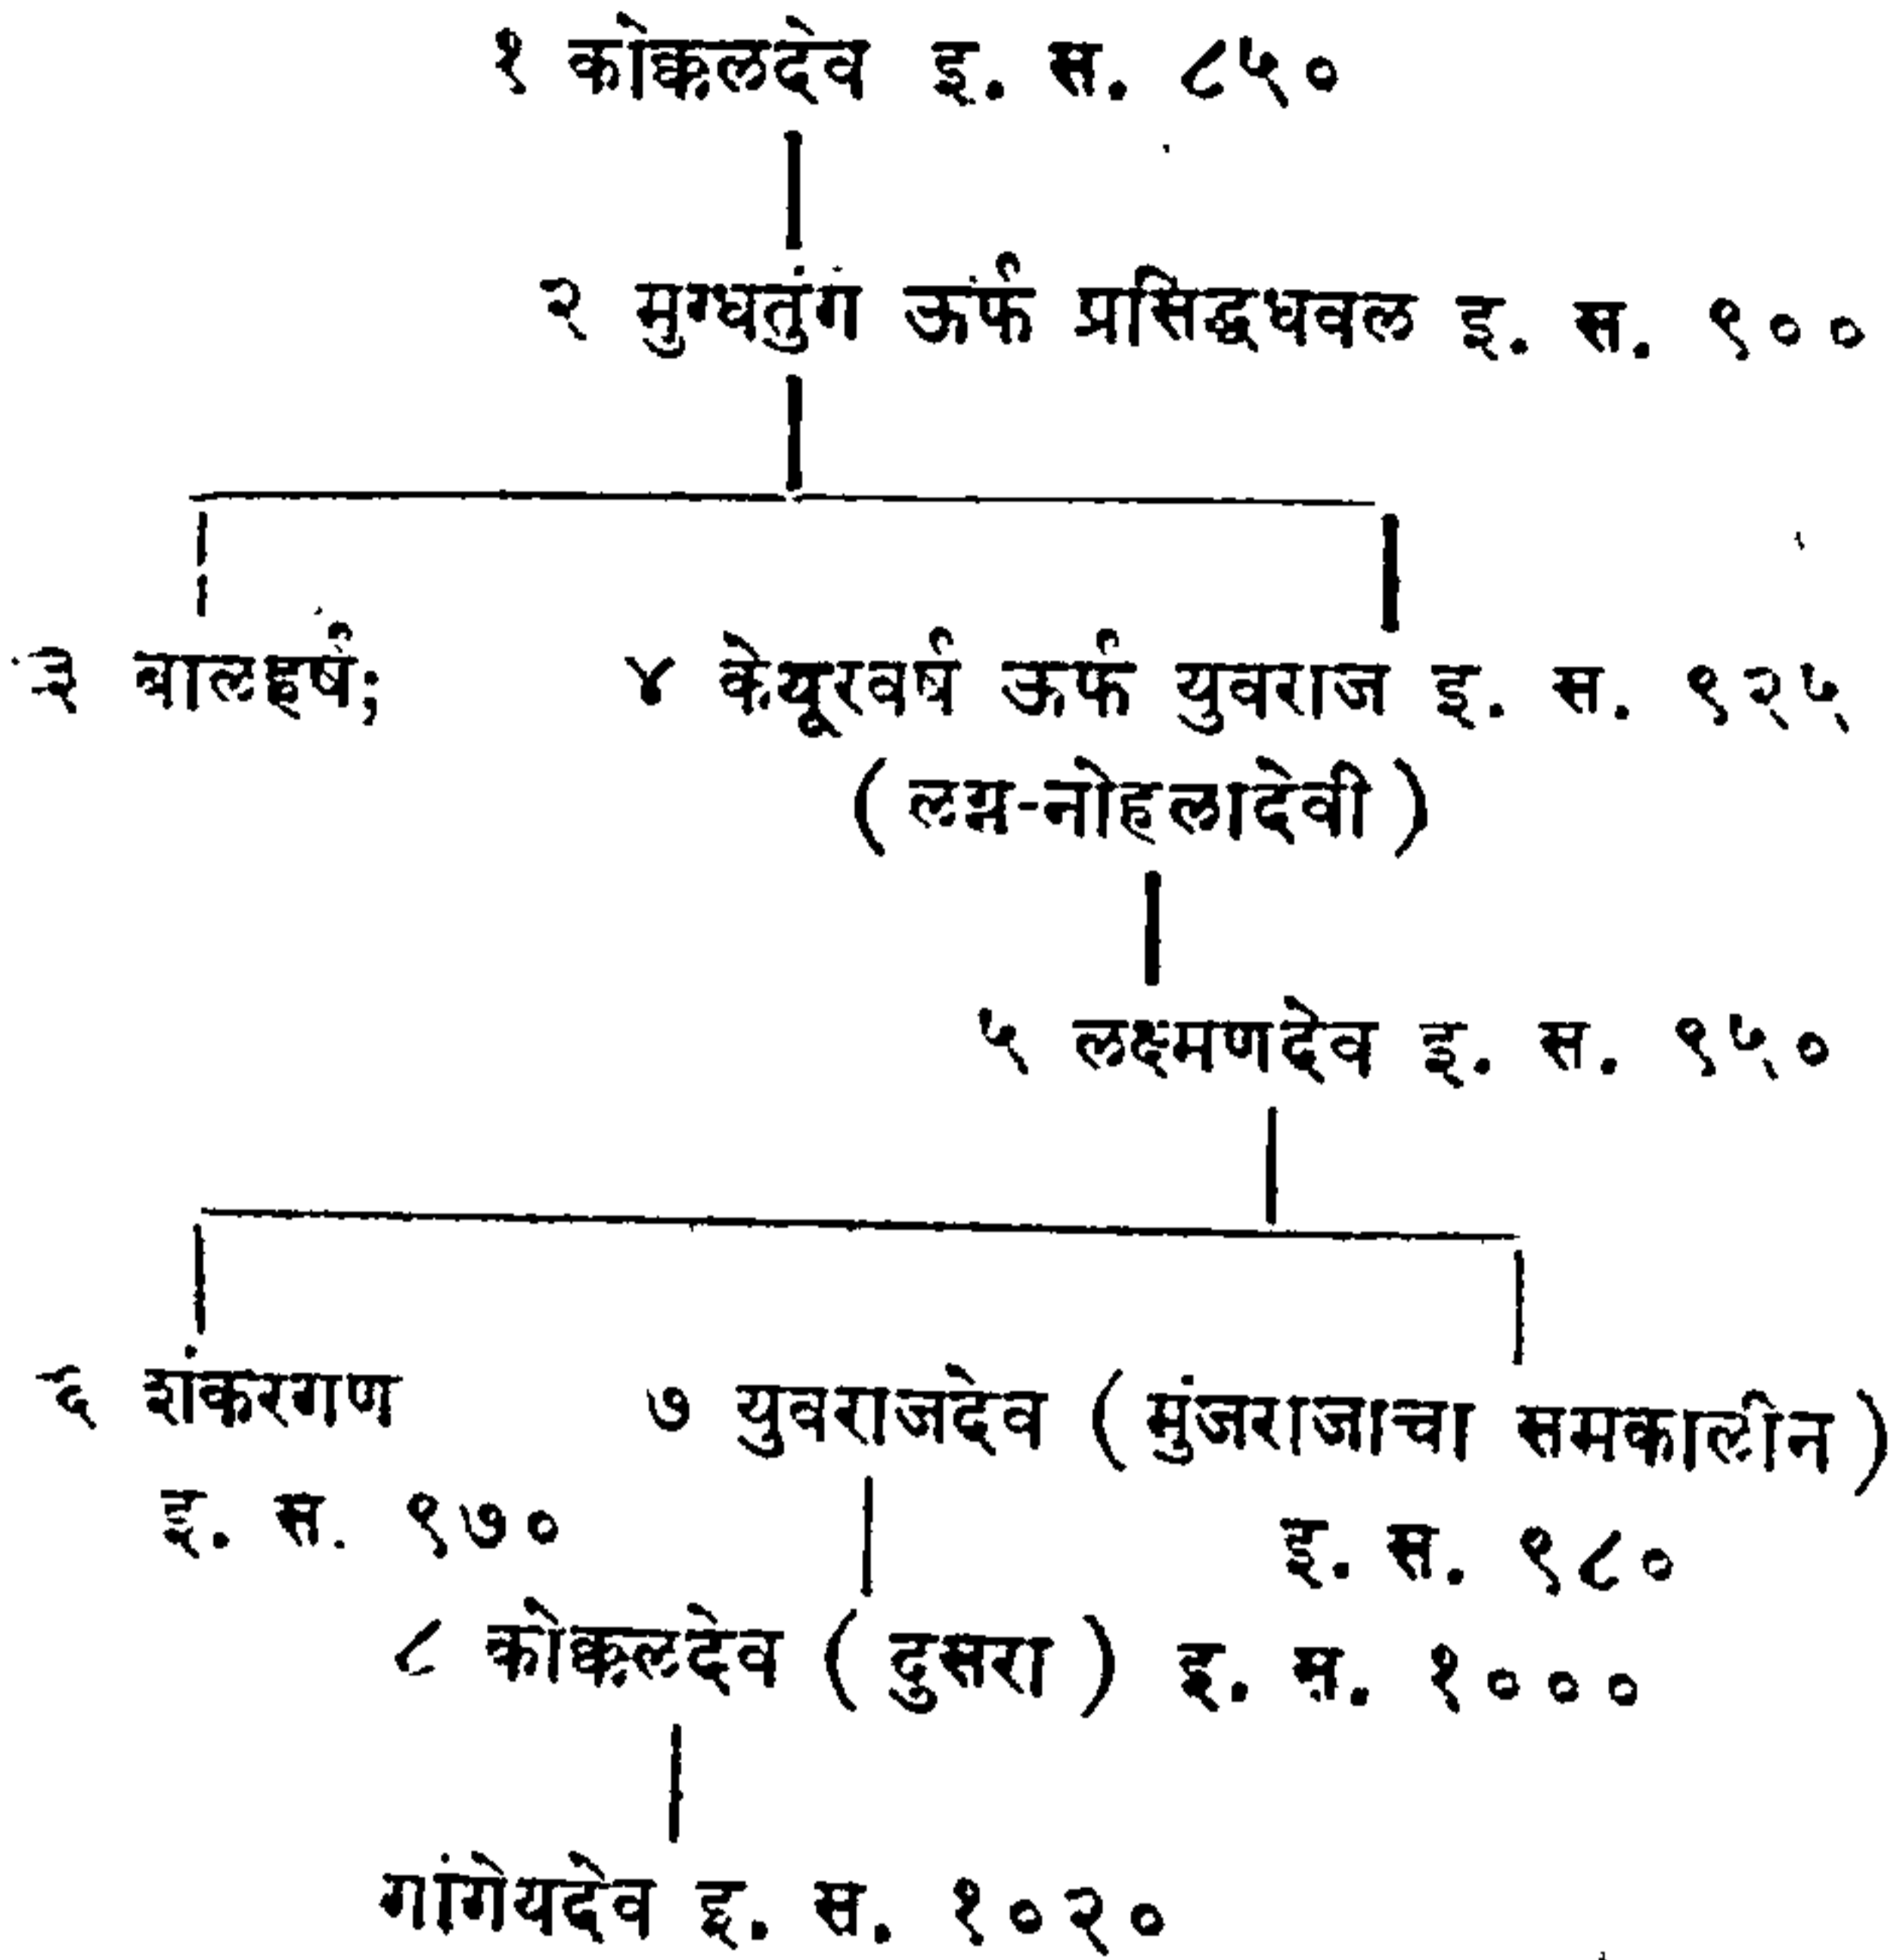 १ कोक्कलदेव इ. स. ८५०
२ मुग्धतुंग ऊर्फ प्रसिद्धधवल इ. स. ९००
३ बालहर्ष; ४ केयूरवर्ष ऊर्फ युवराज इ. स. ९२५
( लग्न-नोहलादेवी )
५ लक्ष्मणदेव इ. स. ९५०
६ शंकरगण ७ युवराजदेव ( मुंजराजाचा समकालीन )
इ. स. ९७० इ. स. ९८०
८ कोक्कलदेव ( दुसरा ) इ. स. १०००
गांगेयदेव इ. स. १०२०